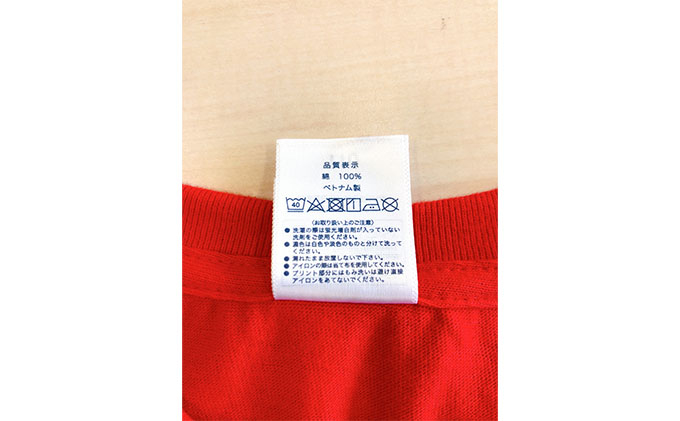 品質表示
綿 100%
ベトナム製
40
〈お取り扱い上のご注意〉
●洗濯の際は蛍光増白剤が入っていない
洗剤をご使用ください。
●濃色は白色や淡色のものと分けて洗って
ください。
●濡れたまま放置しないで下さい。
●アイロンの際は当て布を使用してください。
●プリント部分にはもみ洗いは避け直接
アイロンをあてないでください。